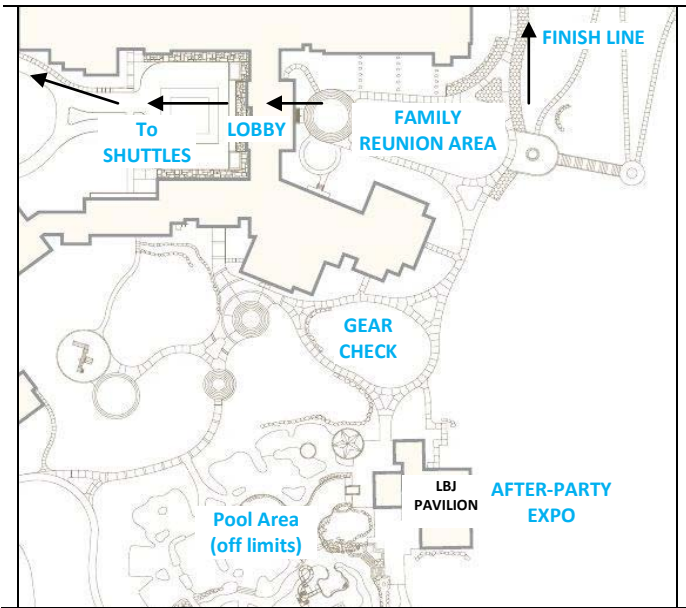 FINISH LINE
FAMILY
REUNION AREA
LOBBY
To
SHUTTLES
GEAR
CHECK
LBJ
PAVILION
AFTER-PARTY
EXPO
Pool Area
(off limits)